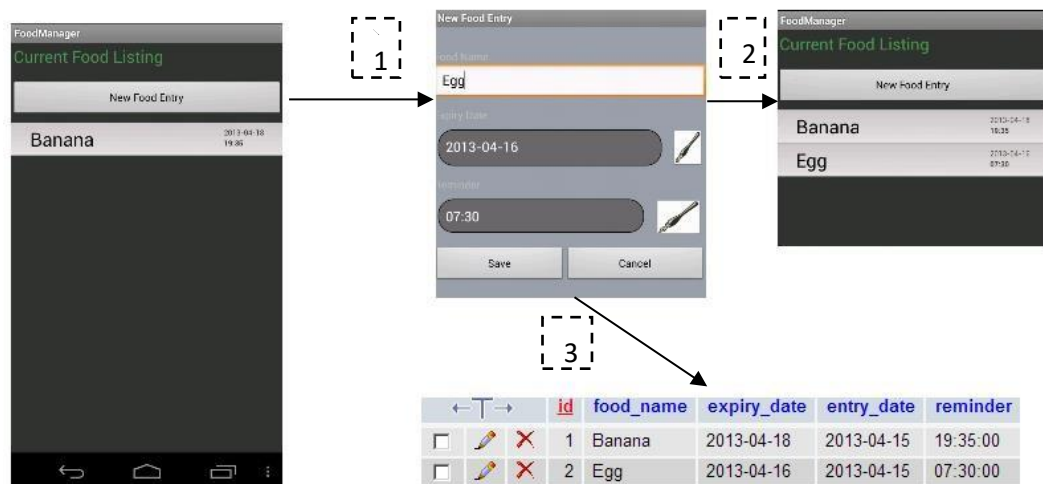 FoodManager
Current Food Listing
New Food Entry
Banana
2013-04-18
19:35
1
New Food Entry
Food Name
Egg
expiry Date
2013-04-16
reminder
07:30
Save
Cancel
2
FoodManager
Current Food Listing
New Food Entry
Banana
2013-04-18
19:35
Egg
2013-04-16
07:30
3
←T→ id food_name expiry_date entry_date reminder
1 Banana 2013-04-18 2013-04-15 19:35:00
2 Egg 2013-04-16 2013-04-15 07:30:00